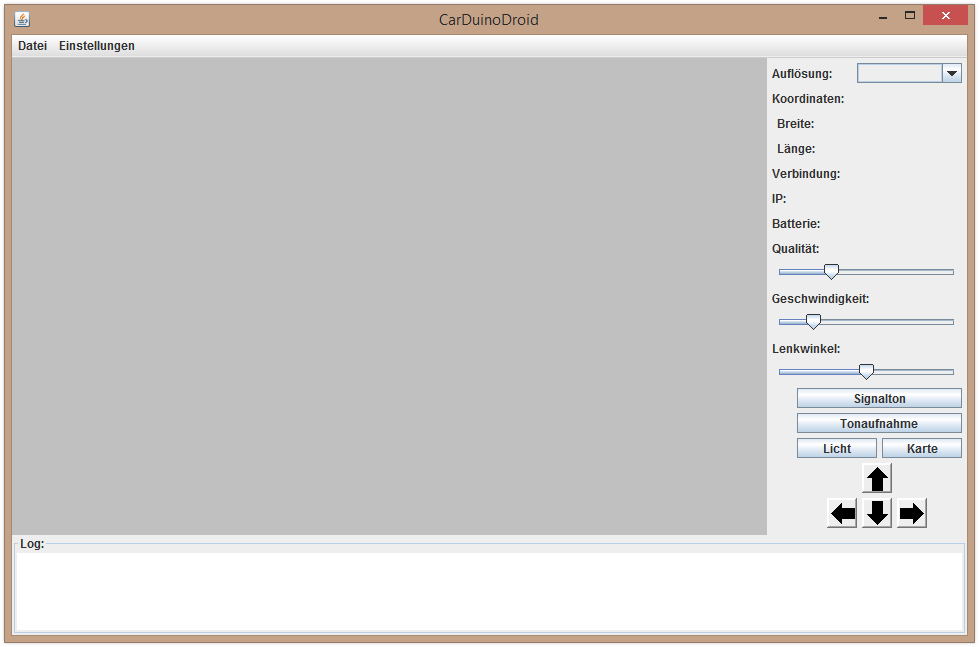 CarDuinoDroid
Datei Einstellungen
Auflösung:
Koordinaten:
Breite:
Länge:
Verbindung:
IP:
Batterie:
Qualität:
Geschwindigkeit:
Lenkwinkel:
Signalton
Tonaufnahme
Licht Karte
Log: